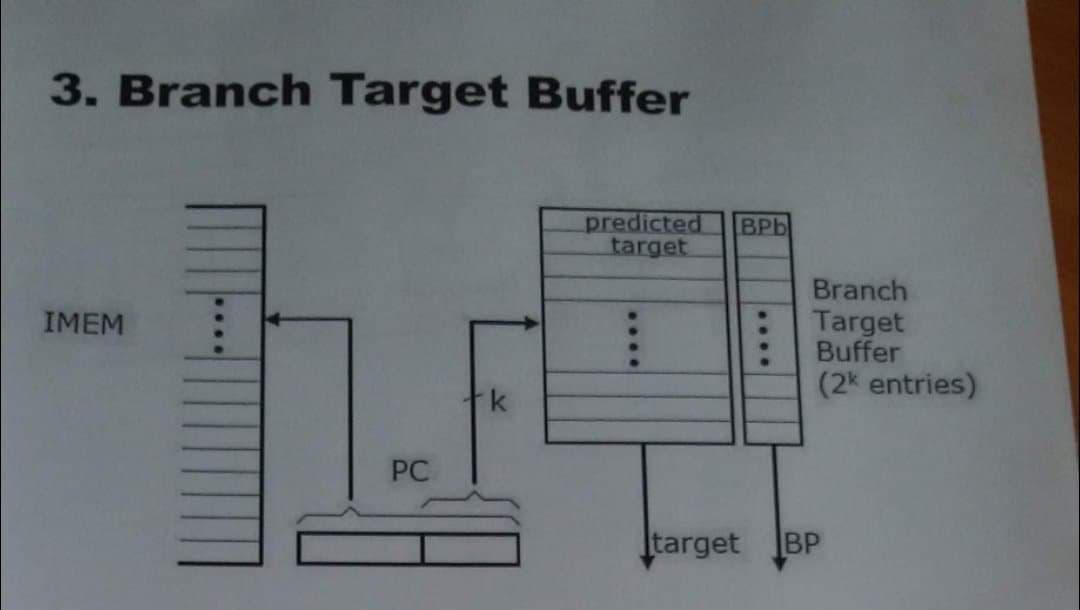 3. Branch Target Buffer
predicted
target
BPb
IMEM
Branch
Target
Buffer
(2ᵏ entries)
k
PC
target
BP